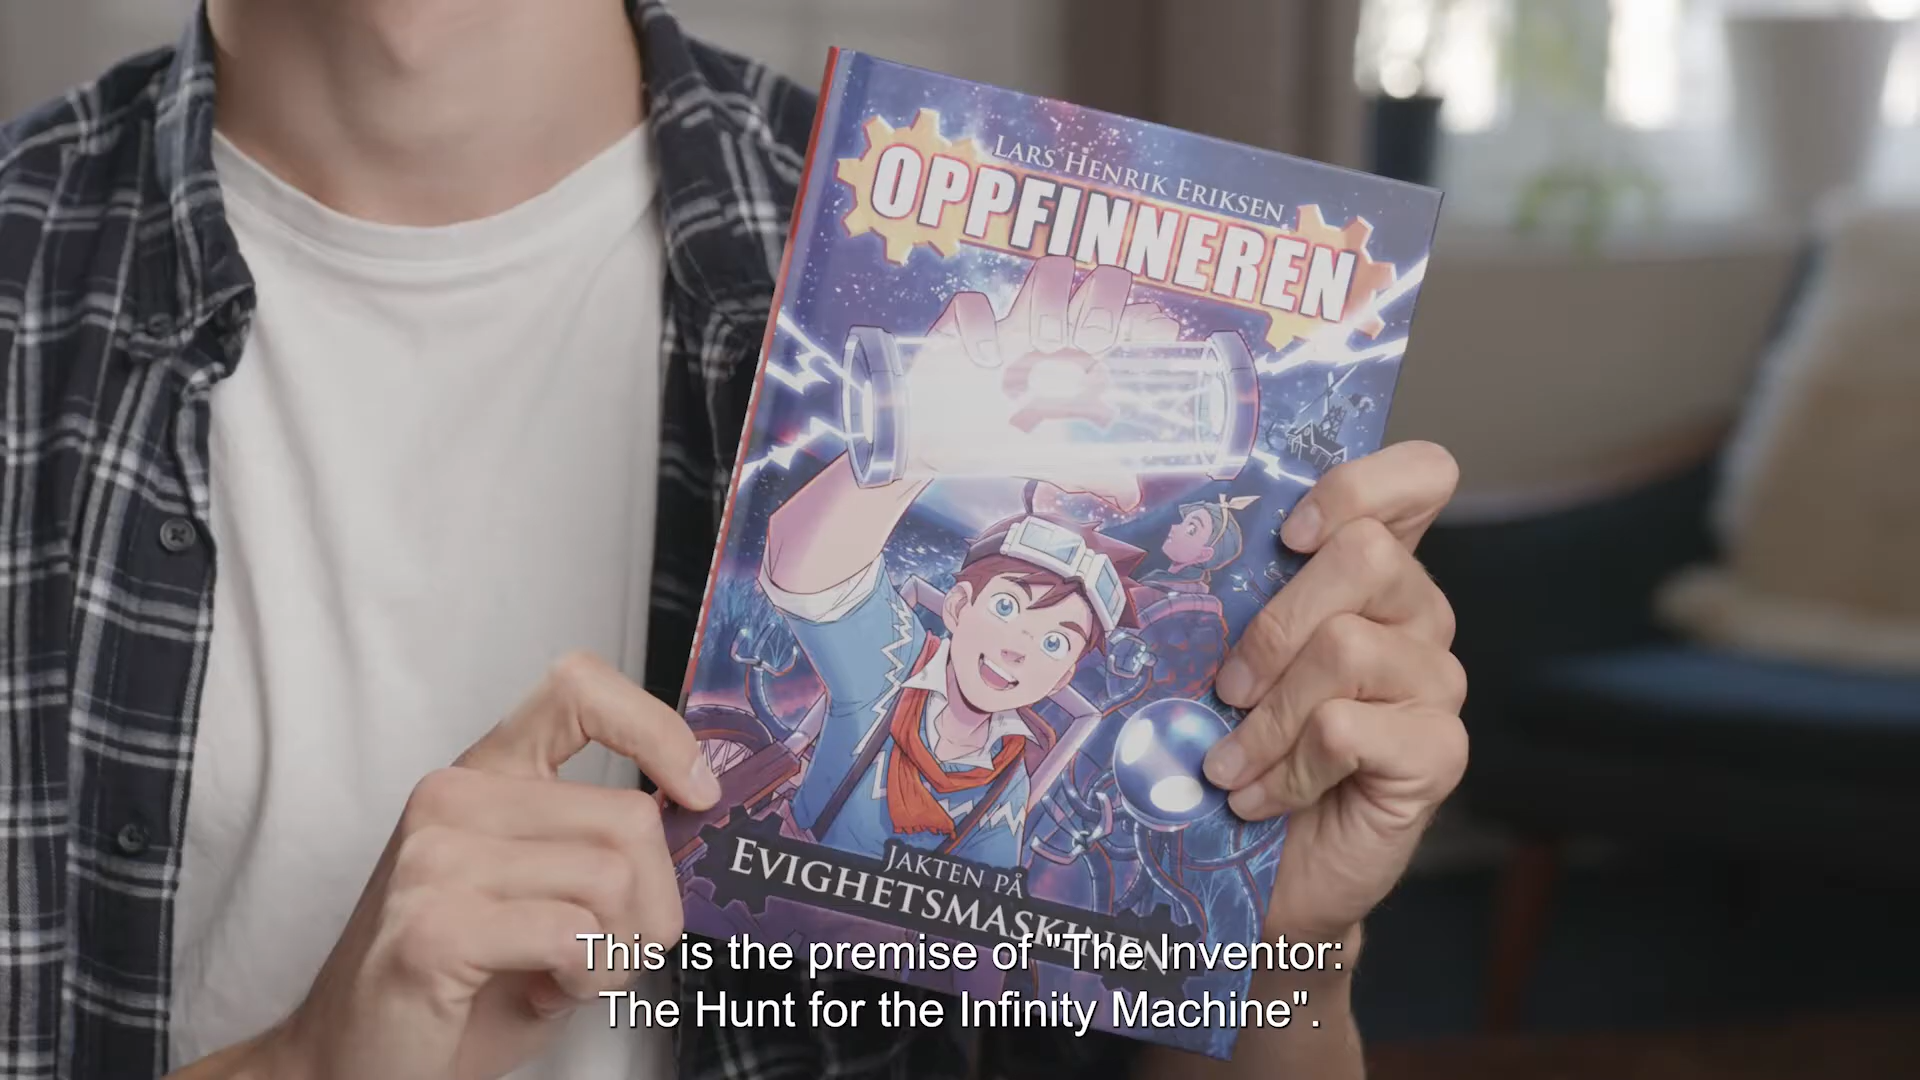 LARS HENRIK ERIKSEN
OPPFINNEREN
JAKTEN PÅ
EVIGHETSMASKINEN
This is the premise of "The Inventor:
The Hunt for the Infinity Machine".